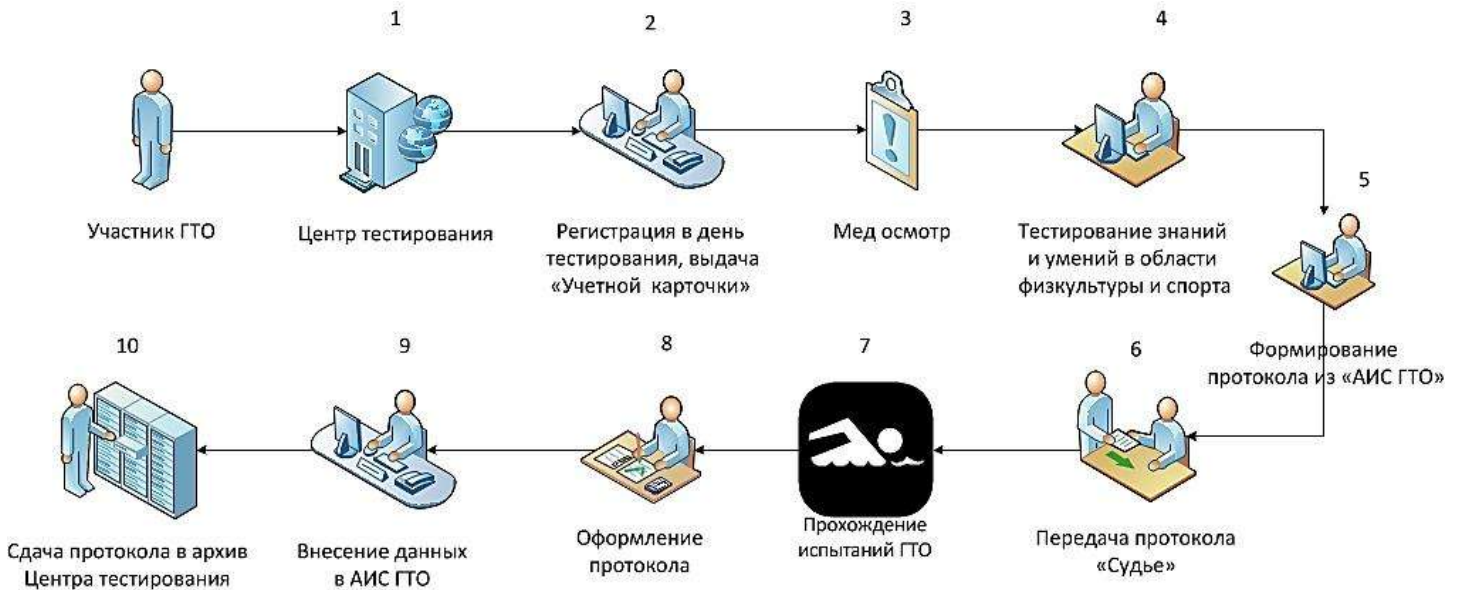 1
2
3
4
Участник ГТО
Центр тестирования
Регистрация в день
тестирования, выдача
«Учетной карточки»
Мед осмотр
Тестирование знаний
и умений в области
физкультуры и спорта
5
Формирование
протокола из «АИС ГТО»
10
9
8
7
6
Сдача протокола в архив
Центра тестирования
Внесение данных
в АИС ГТО
Оформление
протокола
Прохождение
испытаний ГТО
Передача протокола
«Судье»